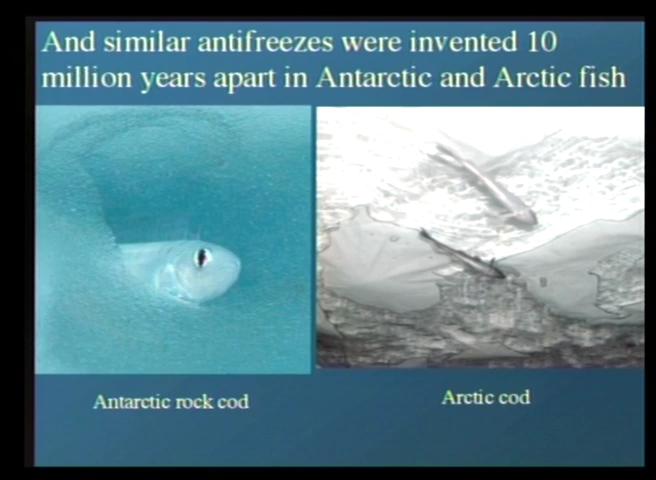 And similar antifreezes were invented 10
million years apart in Antarctic and Arctic fish
Antarctic rock cod
Arctic cod